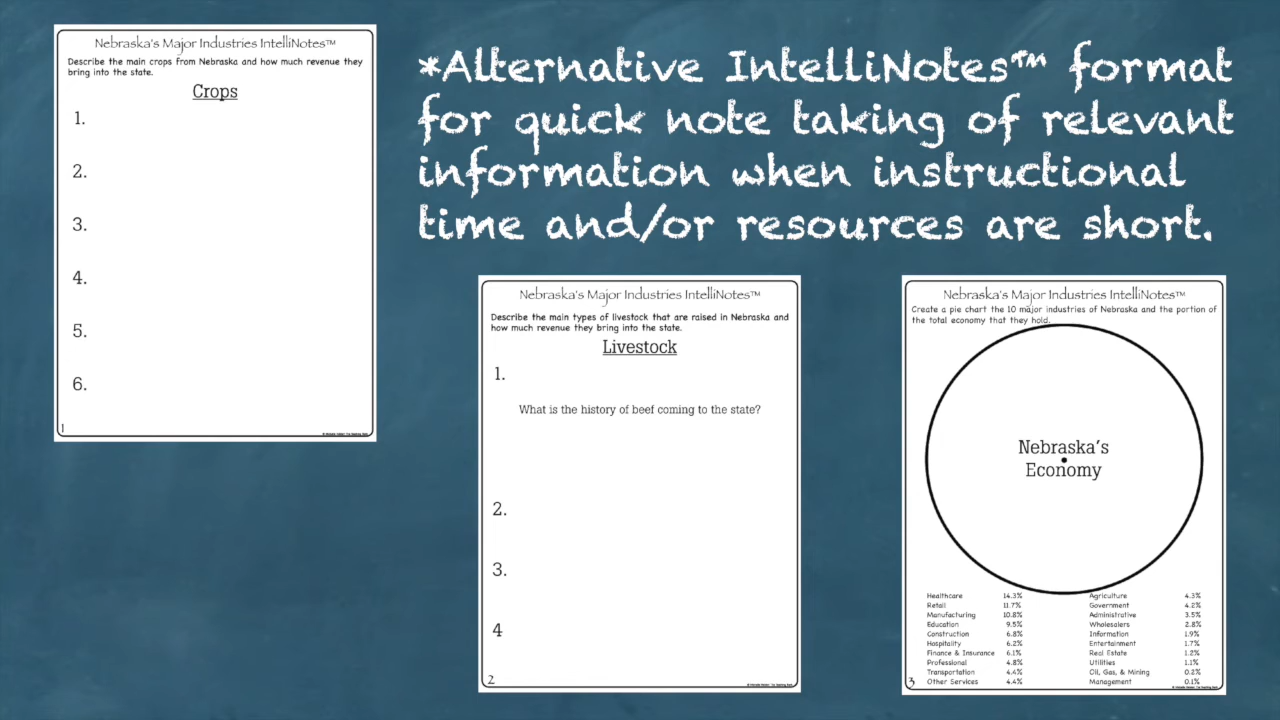 Nebraska's Major Industries IntelliNotes™
Describe the main crops from Nebraska and how much revenue they
bring into the state.
Crops
1.
2.
3.
4.
5.
6.
1
*Alternative IntelliNotes™ format
for quick note taking of relevant
information when instructional
time and/or resources are short.
Nebraska's Major Industries IntelliNotes™
Describe the main types of livestock that are raised in Nebraska and
how much revenue they bring into the state.
Livestock
1.
What is the history of beef coming to the state?
2.
3.
4
2
Nebraska's Major Industries IntelliNotes™
Create a pie chart the 10 major industries of Nebraska and the portion of
the total economy that they hold.
Nebraska's
Economy
Healthcare 14.3% Agriculture 4.3%
Retail 11.7% Government 4.2%
Manufacturing 10.8% Administrative 3.5%
Education 9.5% Wholesalers 2.8%
Construction 6.8% Information 1.9%
Hospitality 6.2% Entertainment 1.7%
Finance & Insurance 6.1% Real Estate 1.2%
Professional 4.8% Utilities 1.1%
Transportation 4.4% Oil, Gas, & Mining 0.2%
Other Services 4.4% Management 0.1%
3